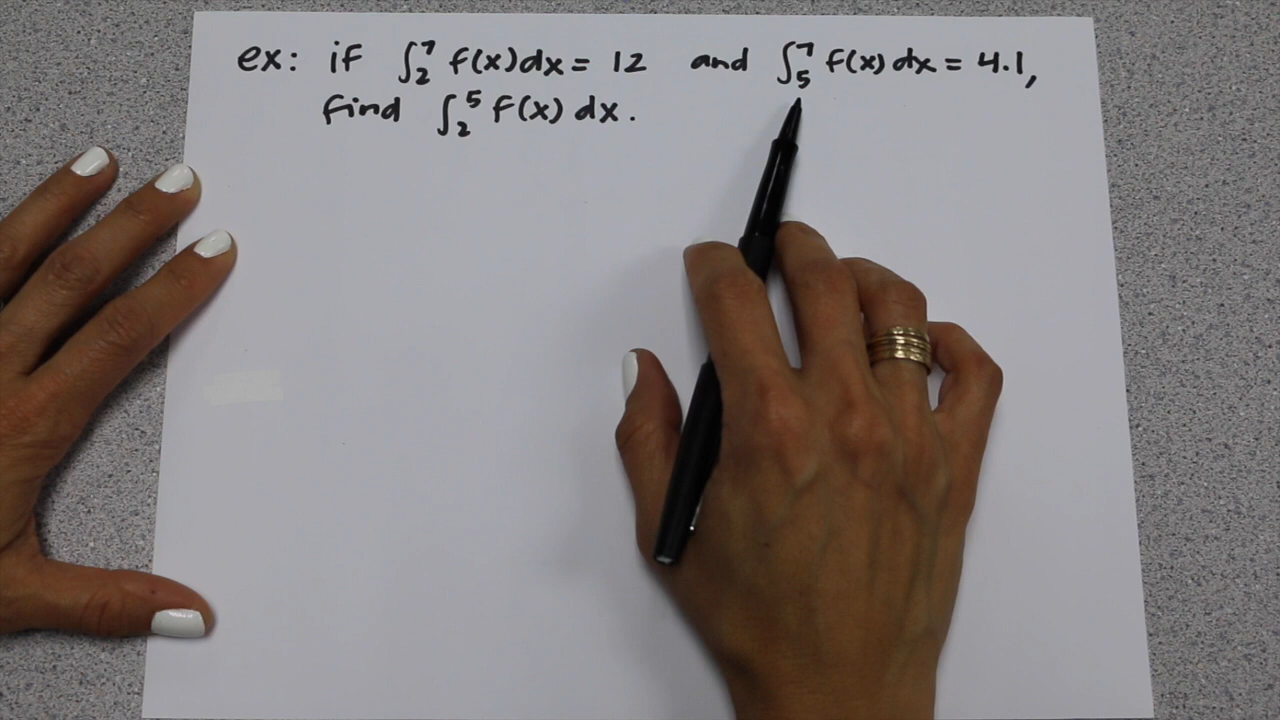 ex: if ∫₂⁷ f(x)dx = 12 and ∫₅⁷ f(x)dx = 4.1,
find ∫₂⁵ f(x) dx.